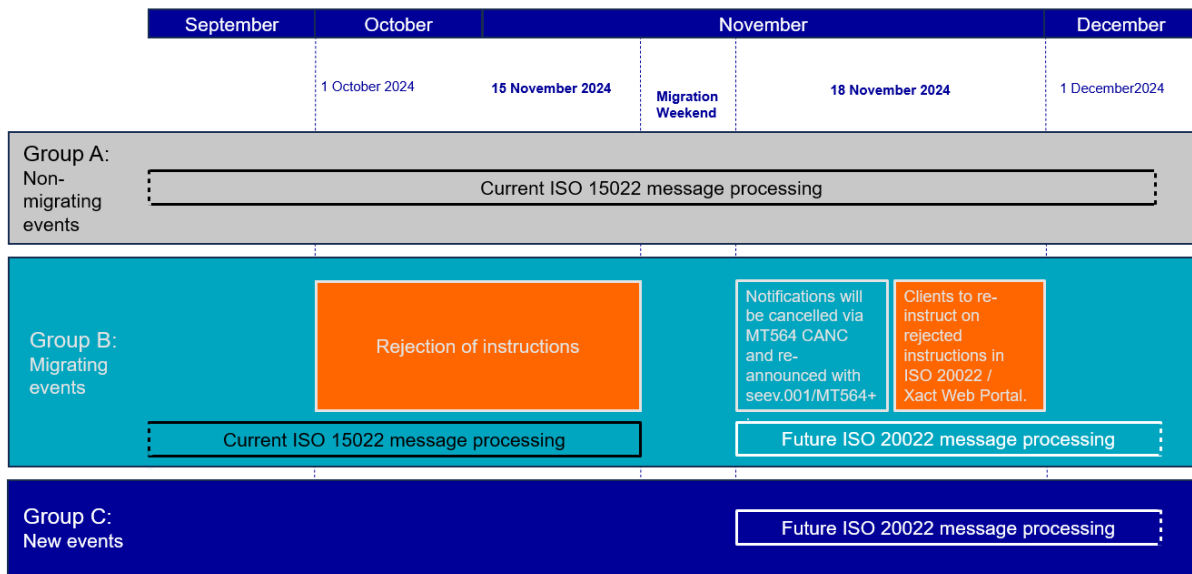 September
October
November
December
1 October 2024
15 November 2024
Migration
Weekend
18 November 2024
1 December2024
Group A:
Non-
migrating
events
Current ISO 15022 message processing
Group B:
Migrating
events
Rejection of instructions
Notifications will
be cancelled via
MT564 CANC
and re-
announced with
seev.001/MT564+
.
Clients to re-
instruct on
rejected
instructions in
ISO 20022 /
Xact Web Portal.
Current ISO 15022 message processing
Future ISO 20022 message processing
Group C:
New events
Future ISO 20022 message processing